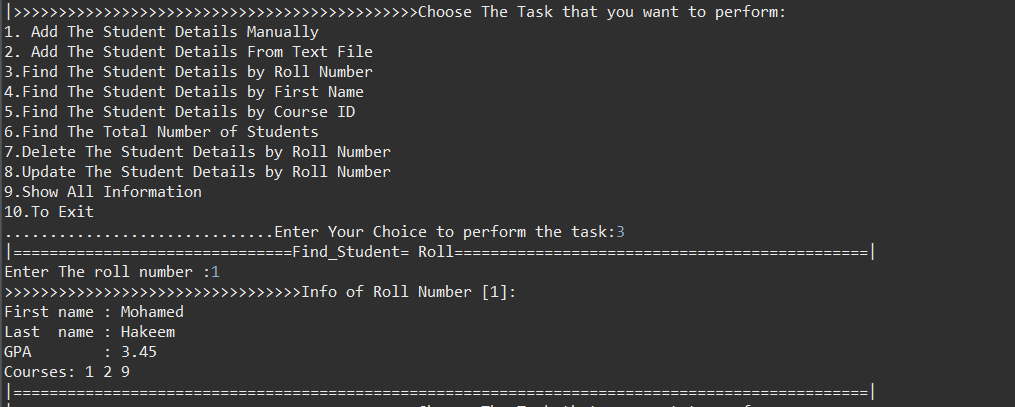 |>>>>>>>>>>>>>>>>>>>>>>>>>>>>>>>>>>>>>>>>>>>>>Choose The Task that you want to perform:
1. Add The Student Details Manually
2. Add The Student Details From Text File
3.Find The Student Details by Roll Number
4.Find The Student Details by First Name
5.Find The Student Details by Course ID
6.Find The Total Number of Students
7.Delete The Student Details by Roll Number
8.Update The Student Details by Roll Number
9.Show All Information
10.To Exit
..............................Enter Your Choice to perform the task:3
|===============================Find_Student= Roll==============================================|
Enter The roll number :1
>>>>>>>>>>>>>>>>>>>>>>>>>>>>>>>>>Info of Roll Number [1]:
First name : Mohamed
Last  name : Hakeem
GPA        : 3.45
Courses: 1 2 9
|===============================================================================================|